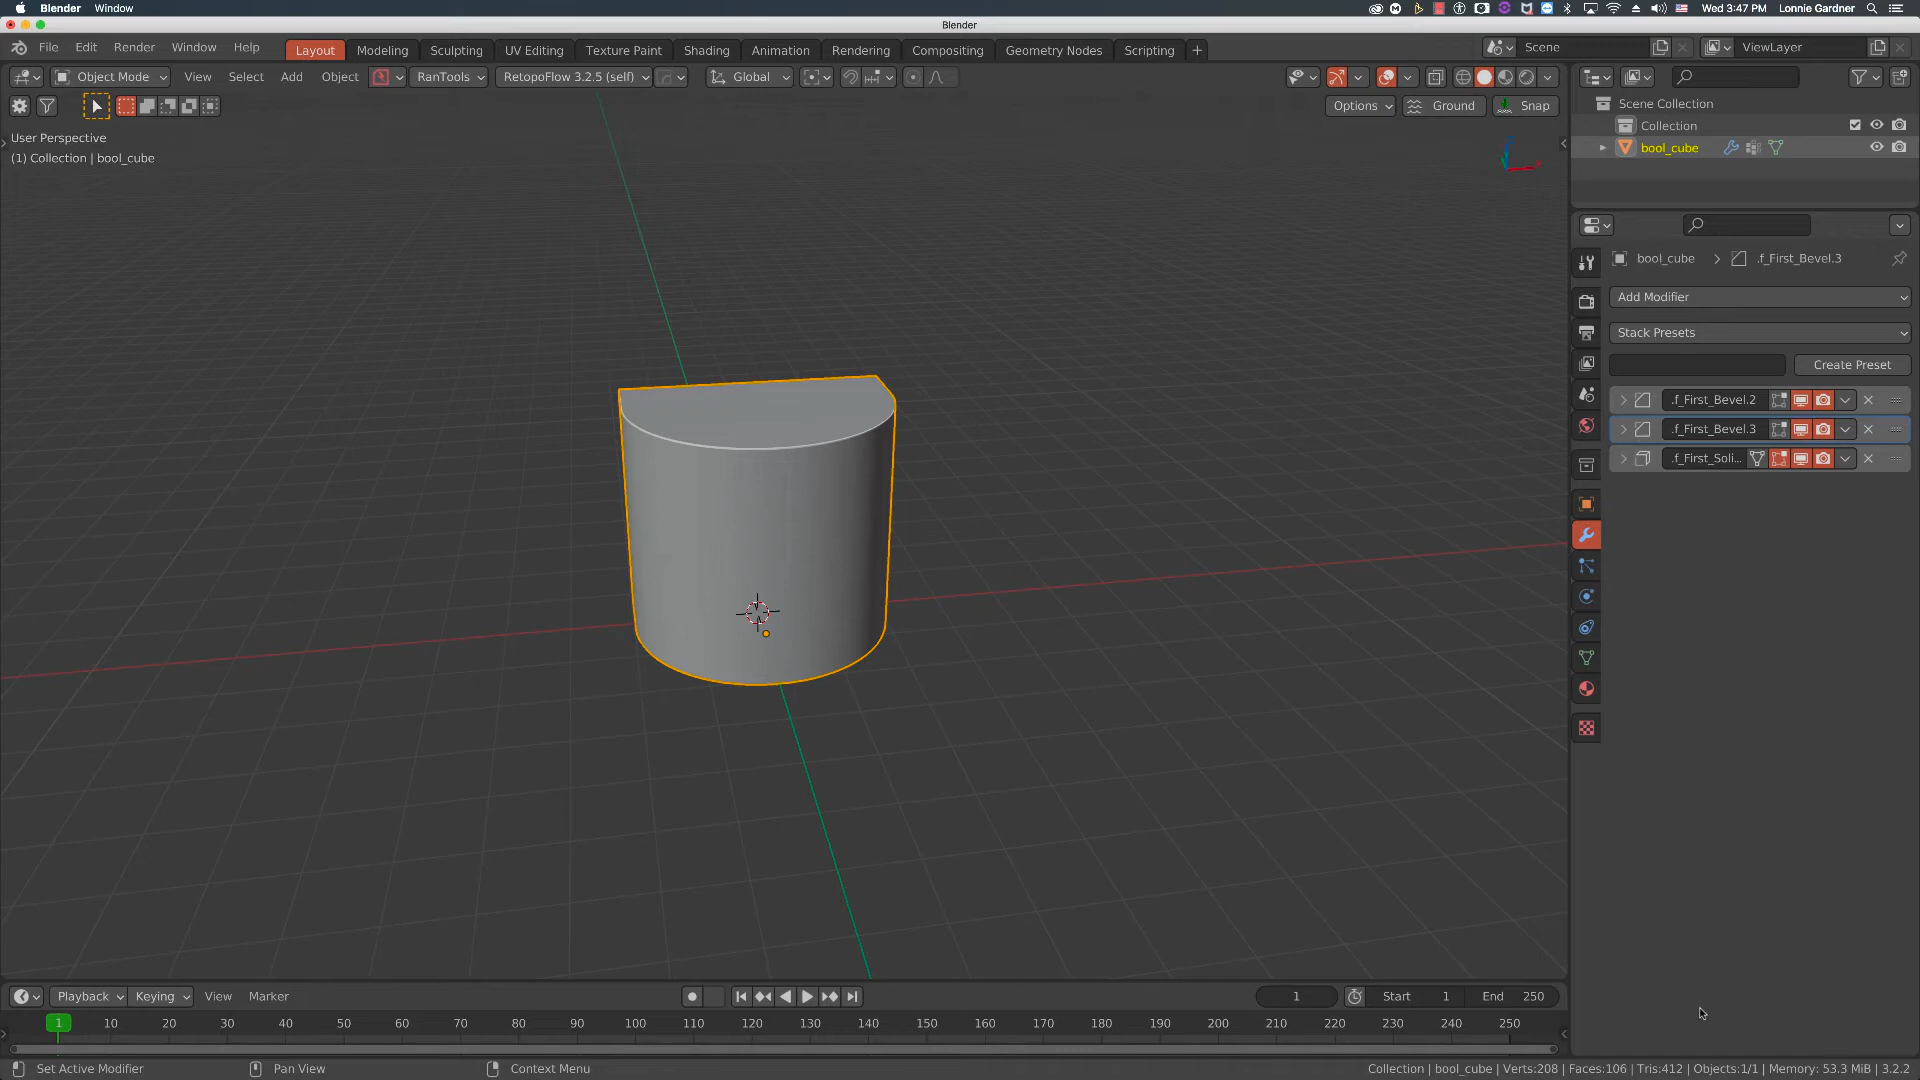 Blender Window Wed 3:47 PM Lonnie Gardner
Blender
File Edit Render Window Help Layout Modeling Sculpting UV Editing Texture Paint Shading Animation Rendering Compositing Geometry Nodes Scripting + Scene ViewLayer
Object Mode View Select Add Object RanTools RetopoFlow 3.2.5 (self) Global
Options Ground Snap
User Perspective
(1) Collection | bool_cube
Scene Collection
Collection
bool_cube
bool_cube .f_First_Bevel.3
Add Modifier
Stack Presets
Create Preset
.f_First_Bevel.2
.f_First_Bevel.3
.f_First_Soli...
Playback Keying View Marker 1 Start 1 End 250
1 10 20 30 40 50 60 70 80 90 100 110 120 130 140 150 160 170 180 190 200 210 220 230 240 250
Set Active Modifier Pan View Context Menu Collection | bool_cube | Verts:208 | Faces:106 | Tris:412 | Objects:1/1 | Memory: 53.3 MiB | 3.2.2